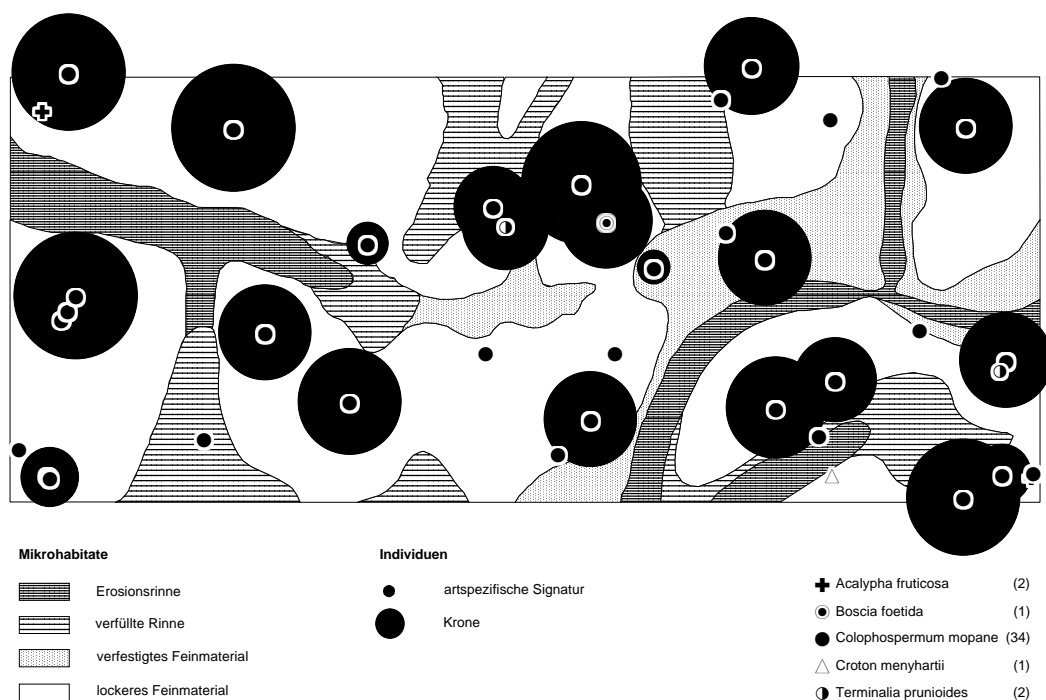 Mikrohabitate
Erosionsrinne
verfüllte Rinne
verfestigtes Feinmaterial
lockeres Feinmaterial
Individuen
artspezifische Signatur
Krone
Acalypha fruticosa (2)
Boscia foetida (1)
Colophospermum mopane (34)
Croton menyhartii (1)
Terminalia prunioides (2)